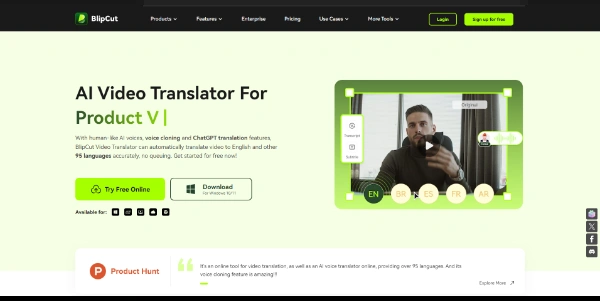 BlipCut
Products
Features
Enterprise
Pricing
Use Cases
More Tools
Login
Sign up for free
AI Video Translator For
Product V
With human-like AI voices, voice cloning and ChatGPT translation features,
BlipCut Video Translator can automatically translate video to English and other
95 languages accurately, no queuing. Get started for free now!
Try Free Online
Download
For Windows 10/11
Available for:
Original
Transcript
Subtitle
EN
BR
ES
FR
AR
Product Hunt
It's an online tool for video translation, as well as an AI voice translator online, providing over 95 languages. And its
voice cloning feature is amazing!!
Explore More